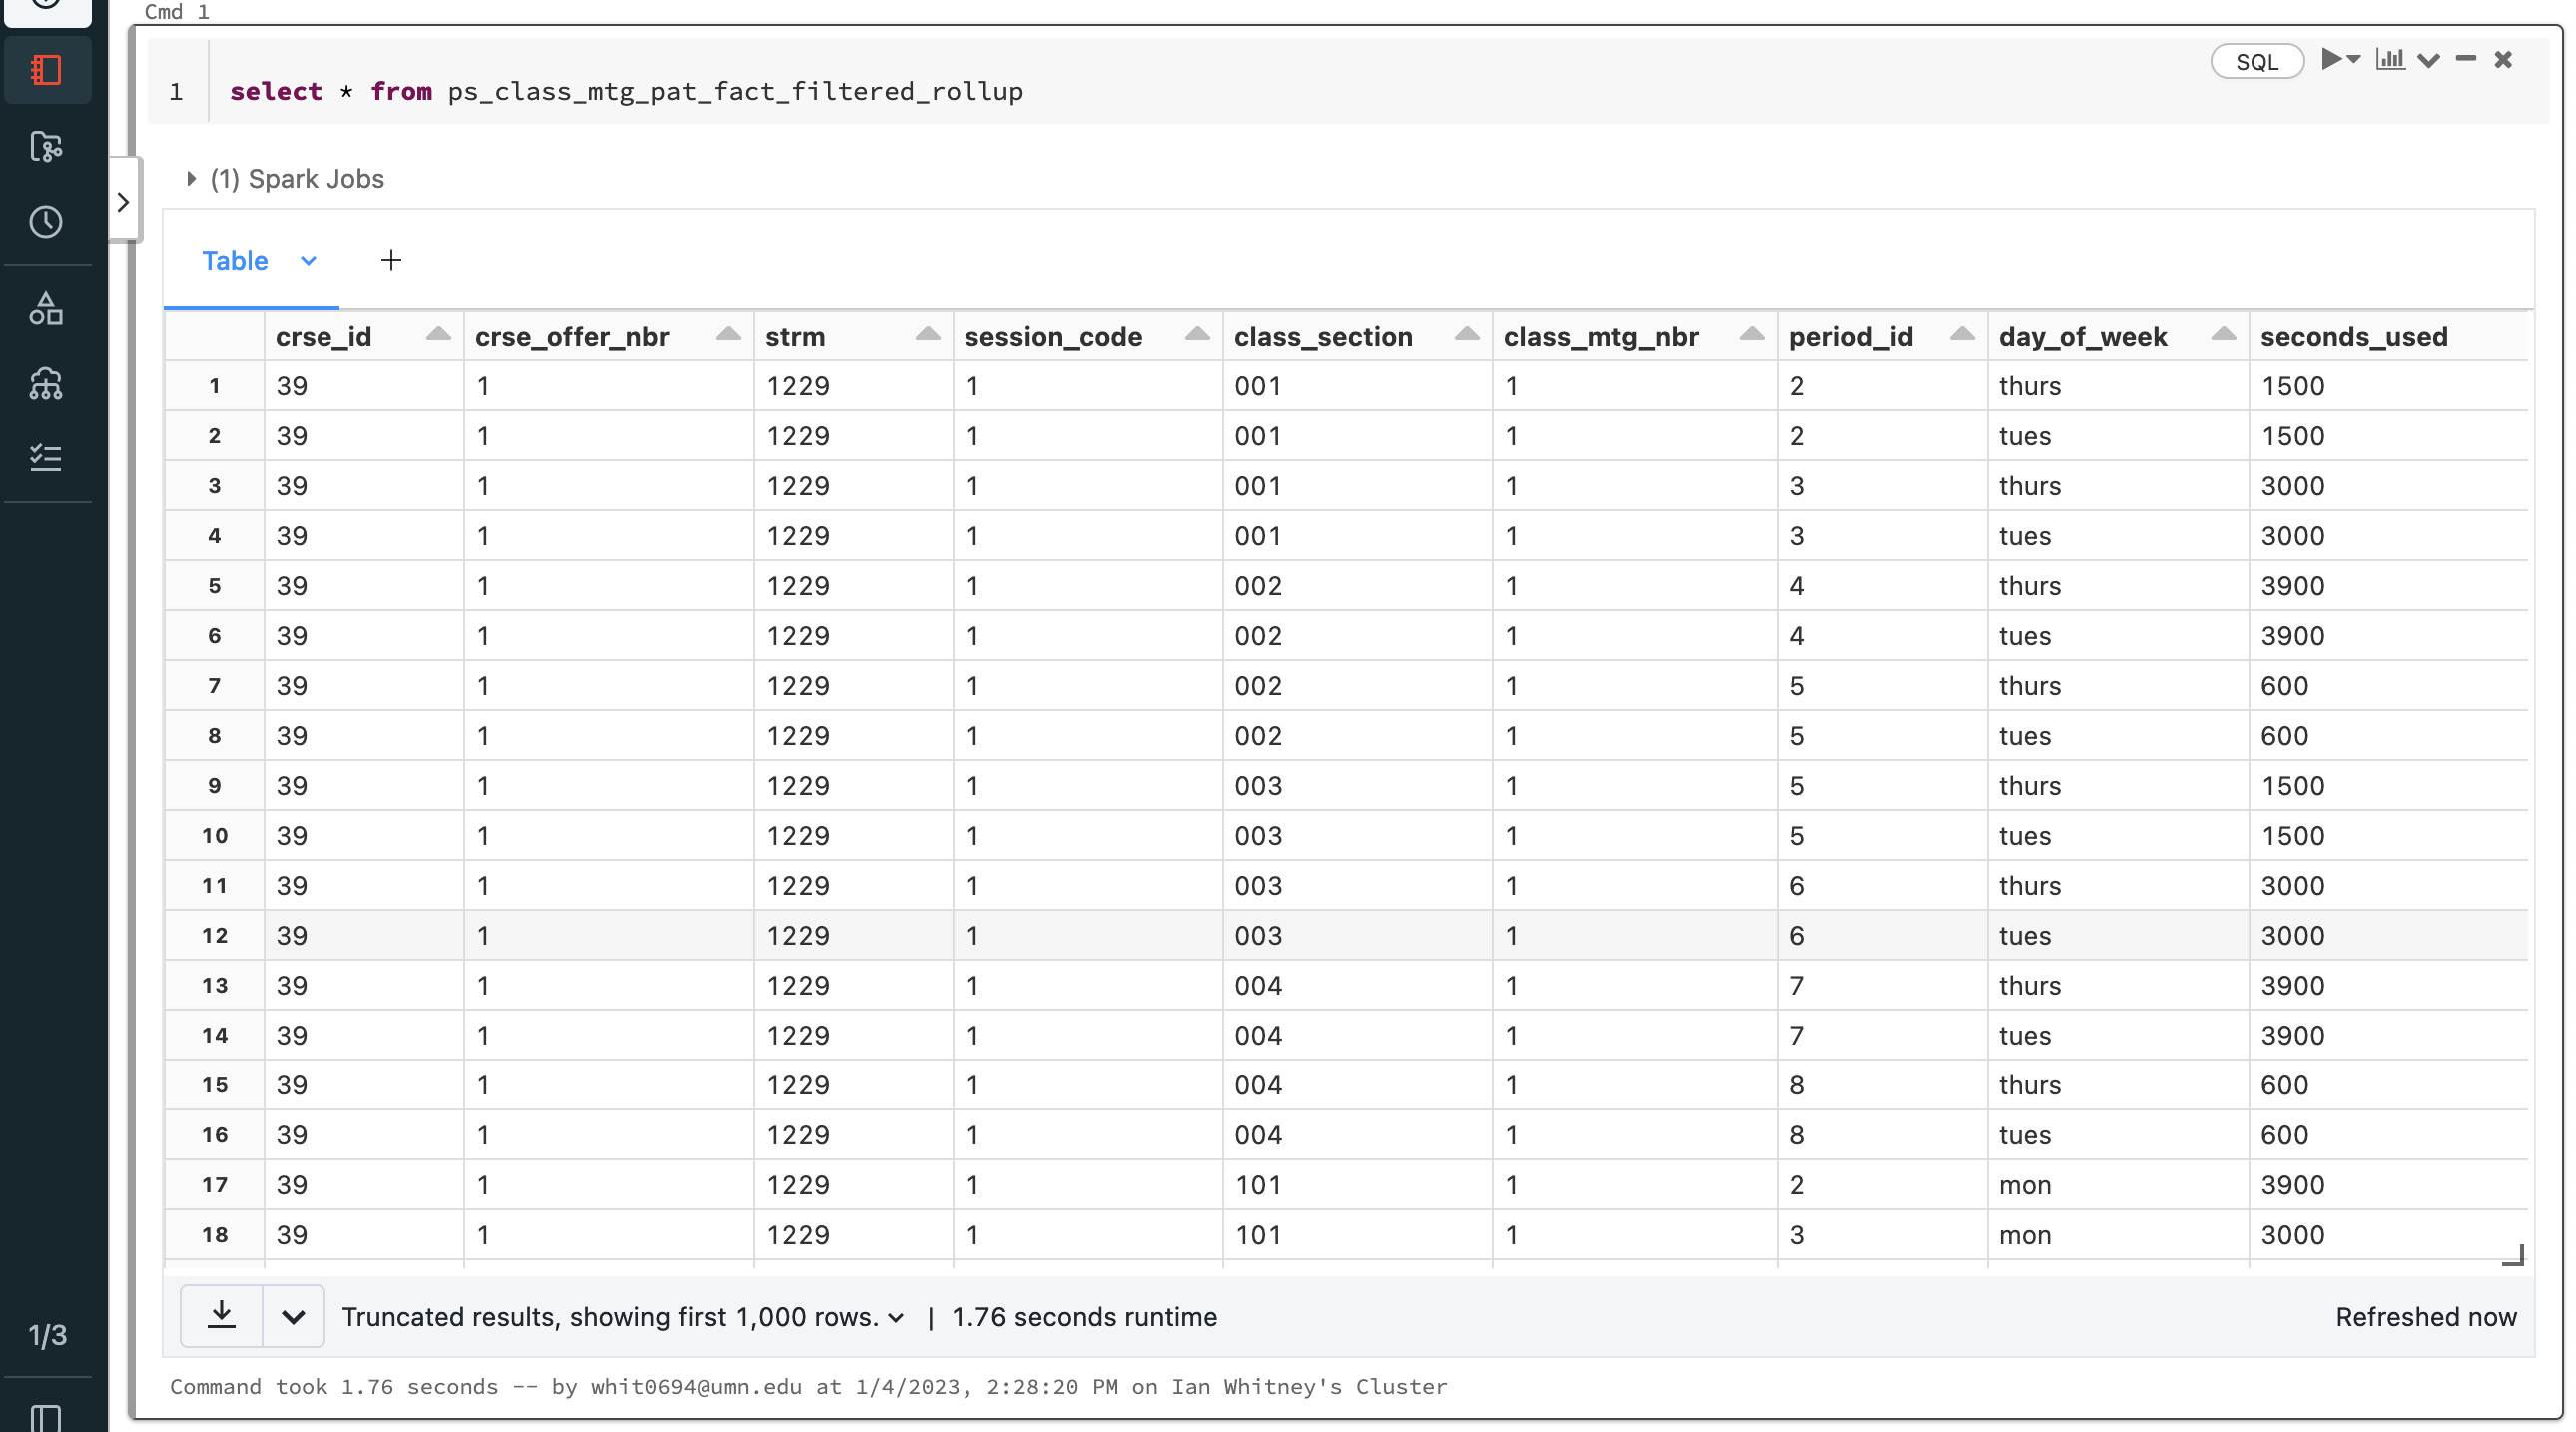 Cmd 1
SQL
1 select * from ps_class_mtg_pat_fact_filtered_rollup
(1) Spark Jobs
Table +
crse_id crse_offer_nbr strm session_code class_section class_mtg_nbr period_id day_of_week seconds_used
1 39 1 1229 1 001 1 2 thurs 1500
2 39 1 1229 1 001 1 2 tues 1500
3 39 1 1229 1 001 1 3 thurs 3000
4 39 1 1229 1 001 1 3 tues 3000
5 39 1 1229 1 002 1 4 thurs 3900
6 39 1 1229 1 002 1 4 tues 3900
7 39 1 1229 1 002 1 5 thurs 600
8 39 1 1229 1 002 1 5 tues 600
9 39 1 1229 1 003 1 5 thurs 1500
10 39 1 1229 1 003 1 5 tues 1500
11 39 1 1229 1 003 1 6 thurs 3000
12 39 1 1229 1 003 1 6 tues 3000
13 39 1 1229 1 004 1 7 thurs 3900
14 39 1 1229 1 004 1 7 tues 3900
15 39 1 1229 1 004 1 8 thurs 600
16 39 1 1229 1 004 1 8 tues 600
17 39 1 1229 1 101 1 2 mon 3900
18 39 1 1229 1 101 1 3 mon 3000
Truncated results, showing first 1,000 rows. | 1.76 seconds runtime Refreshed now
1/3
Command took 1.76 seconds -- by whit0694@umn.edu at 1/4/2023, 2:28:20 PM on Ian Whitney's Cluster